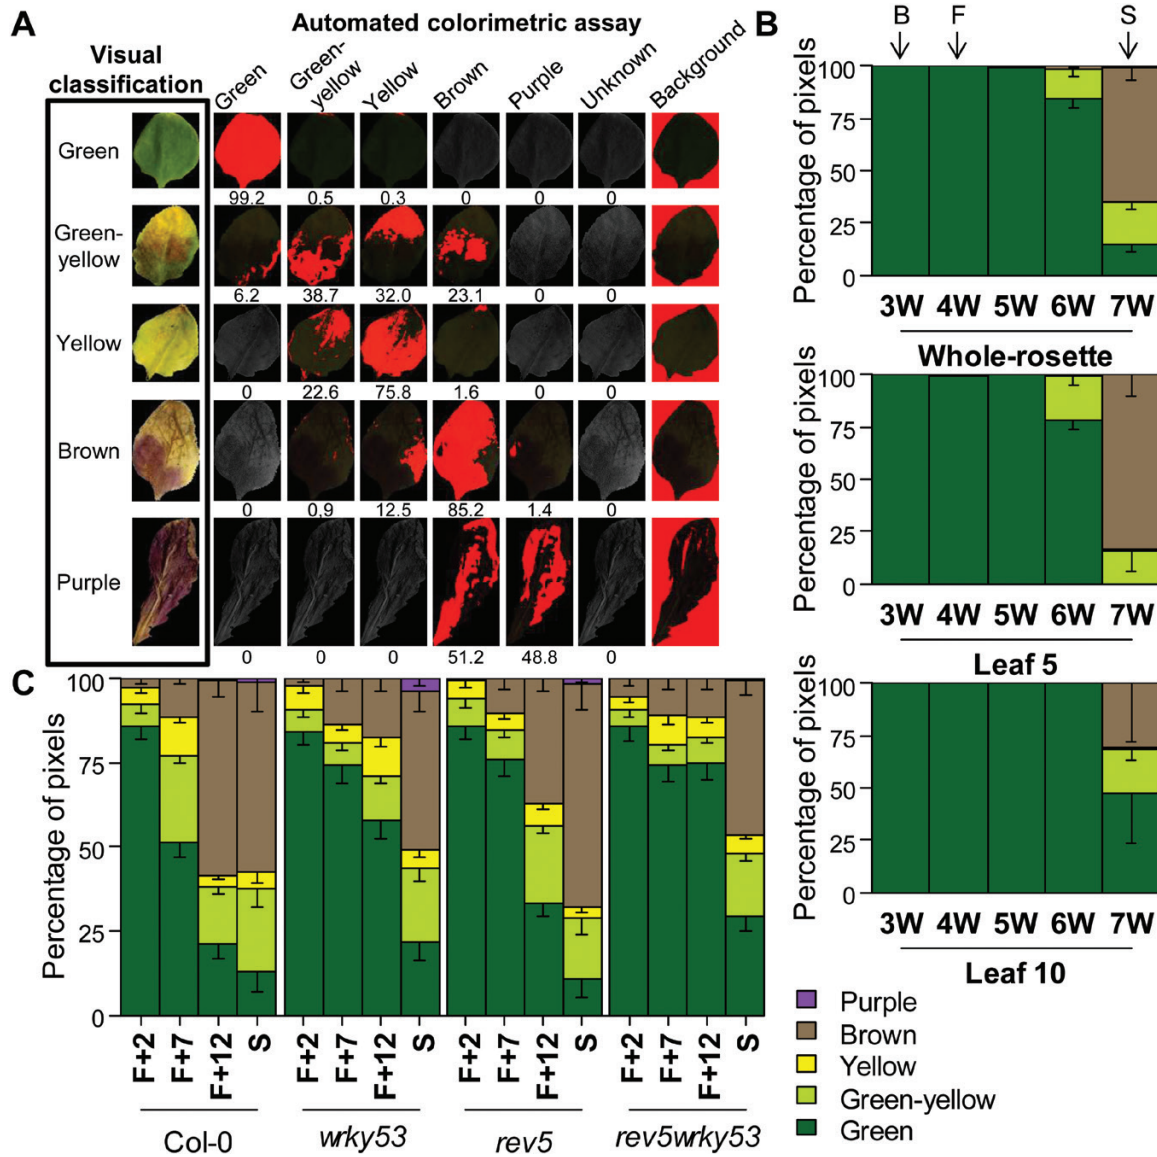 A
Automated colorimetric assay
Visual
classification
Green
Green-
yellow
Yellow
Brown
Purple
Unknown
Background
Green
99.2 0.5 0.3 0 0 0
Green-
yellow
6.2 38.7 32.0 23.1 0 0
Yellow
0 22.6 75.8 1.6 0 0
Brown
0 0,9 12.5 85.2 1.4 0
Purple
0 0 0 51.2 48.8 0
B
B F S
Percentage of pixels
100
75
50
25
0
3W 4W 5W 6W 7W
Whole-rosette
Percentage of pixels
100
75
50
25
0
3W 4W 5W 6W 7W
Leaf 5
Percentage of pixels
100
75
50
25
0
3W 4W 5W 6W 7W
Leaf 10
C
Percentage of pixels
100
75
50
25
0
F+2 F+7 F+12 S F+2 F+7 F+12 S F+2 F+7 F+12 S F+2 F+7 F+12 S
Col-0 wrky53 rev5 rev5wrky53
Purple
Brown
Yellow
Green-yellow
Green